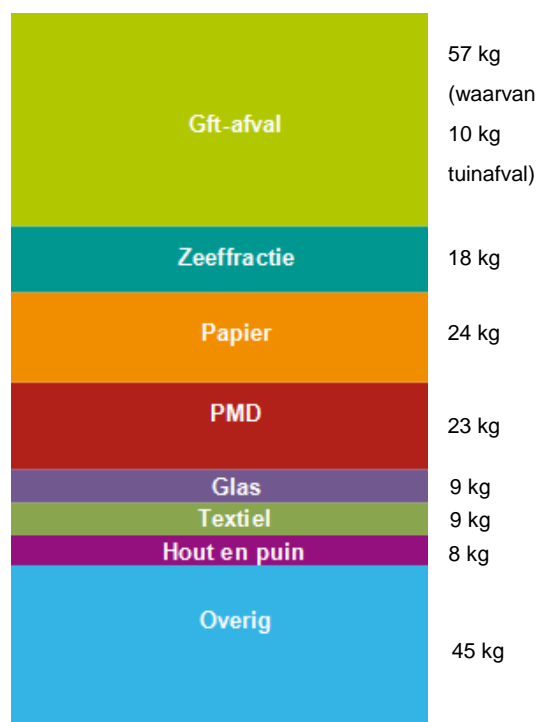 57 kg
(waarvan
Gft-afval
10 kg
tuinafval)
Zeeffractie 18 kg
Papier 24 kg
PMD
23 kg
Glas 9 kg
Textiel 9 kg
Hout en puin 8 kg
Overig
45 kg